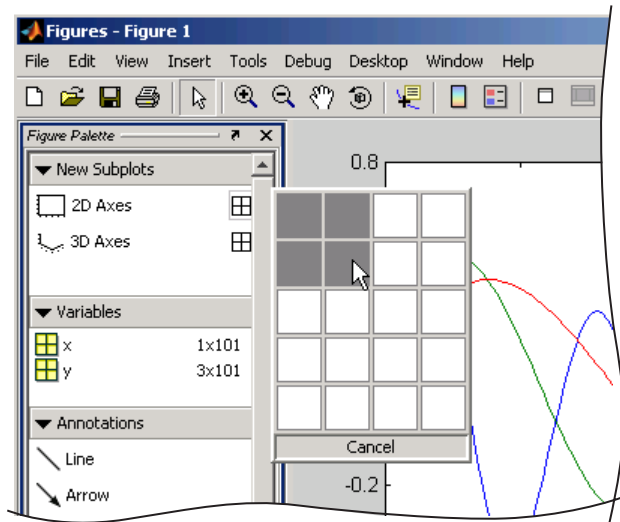 Figures - Figure 1
File Edit View Insert Tools Debug Desktop Window Help
Figure Palette
New Subplots
2D Axes
3D Axes
Variables
x 1x101
y 3x101
Annotations
Line
Arrow
Cancel
0.8
-0.2